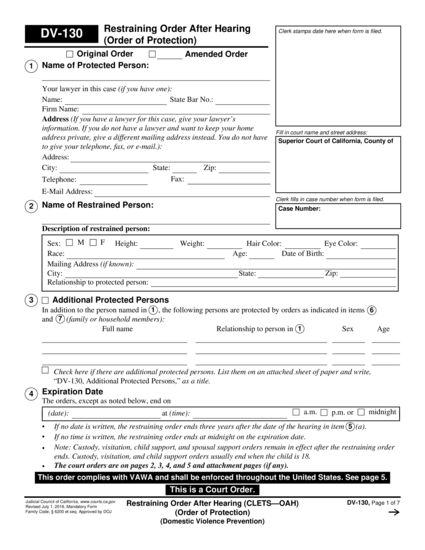 DV-130
Restraining Order After Hearing
(Order of Protection)
Clerk stamps date here when form is filed.
Original Order
Amended Order
1 Name of Protected Person:
Your lawyer in this case (if you have one):
Name: State Bar No.:
Firm Name:
Address (If you have a lawyer for this case, give your lawyer's
information. If you do not have a lawyer and want to keep your home
address private, give a different mailing address instead. You do not have
to give your telephone, fax, or e-mail.):
Fill in court name and street address:
Superior Court of California, County of
Address:
City: State: Zip:
Telephone: Fax:
E-Mail Address:
Clerk fills in case number when form is filed.
Case Number:
2 Name of Restrained Person:
Description of restrained person:
Sex: M F Height: Weight: Hair Color: Eye Color:
Race: Age: Date of Birth:
Mailing Address (if known):
City: State: Zip:
Relationship to protected person:
3 Additional Protected Persons
In addition to the person named in 1, the following persons are protected by orders as indicated in items 6
and 7 (family or household members):
Full name Relationship to person in 1 Sex Age
Check here if there are additional protected persons. List them on an attached sheet of paper and write,
"DV-130, Additional Protected Persons," as a title.
4 Expiration Date
The orders, except as noted below, end on
(date): at (time): a.m. p.m. or midnight
• If no date is written, the restraining order ends three years after the date of the hearing in item 5(a).
• If no time is written, the restraining order ends at midnight on the expiration date.
• Note: Custody, visitation, child support, and spousal support orders remain in effect after the restraining order
ends. Custody, visitation, and child support orders usually end when the child is 18.
• The court orders are on pages 2, 3, 4, and 5 and attachment pages (if any).
This order complies with VAWA and shall be enforced throughout the United States. See page 5.
This is a Court Order.
Judicial Council of California, www.courts.ca.gov
Revised July 1, 2016, Mandatory Form
Family Code, § 6200 et seq. Approved by DOJ
Restraining Order After Hearing (CLETS—OAH)
(Order of Protection)
(Domestic Violence Prevention)
DV-130, Page 1 of 7